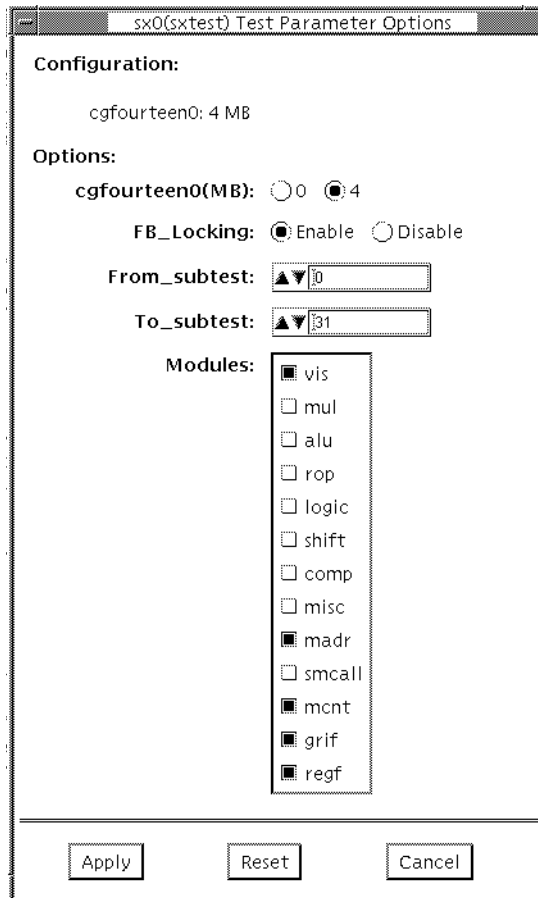 sx0(sxtest) Test Parameter Options
Configuration:
cgfourteen0: 4 MB
Options:
cgfourteen0(MB): 0 4
FB_Locking: Enable Disable
From_subtest: 0
To_subtest: 31
Modules: vis
mul
alu
rop
logic
shift
comp
misc
madr
smcall
mcnt
grif
regf
Apply Reset Cancel